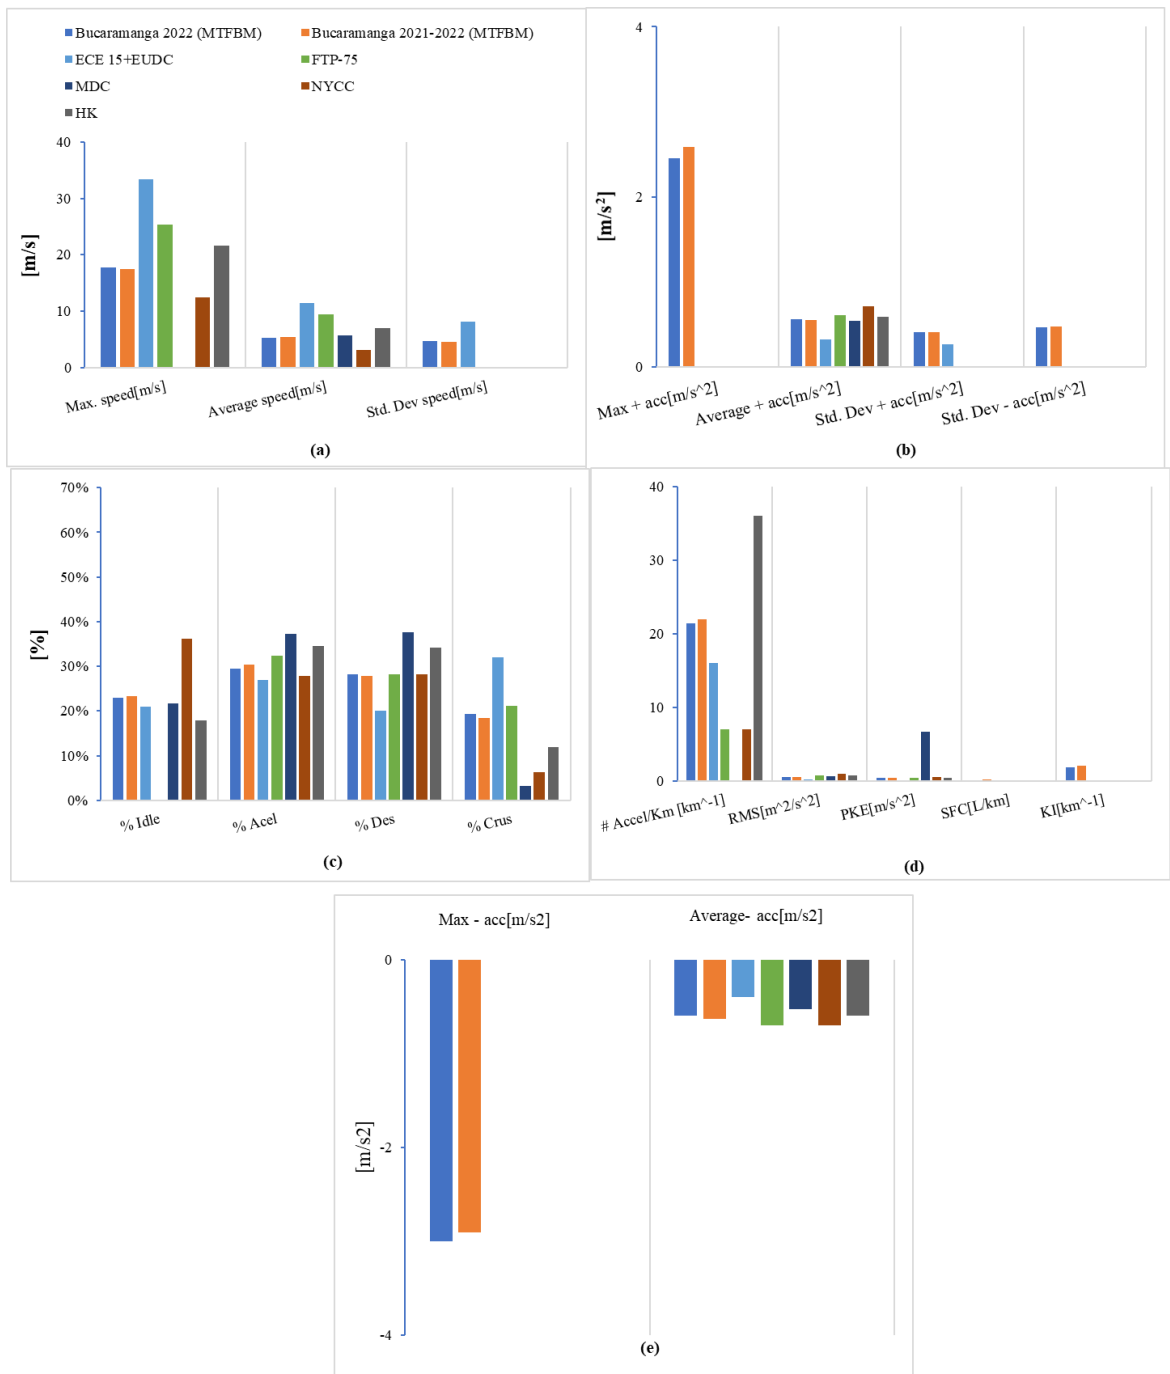 Bucaramanga 2022 (MTFBM)
Bucaramanga 2021-2022 (MTFBM)
ECE 15+EUDC
FTP-75
MDC
NYCC
HK
40
30
20
10
0
[m/s]
Max. speed[m/s]
Average speed[m/s]
Std. Dev speed[m/s]
(a)
4
2
0
[m/s²]
Max + acc[m/s^2]
Average + acc[m/s^2]
Std. Dev + acc[m/s^2]
Std. Dev - acc[m/s^2]
(b)
70%
60%
50%
40%
30%
20%
10%
0%
[%]
% Idle
% Acel
% Des
% Crus
(c)
40
30
20
10
0
# Accel/Km [km^-1]
RMS[m^2/s^2]
PKE[m/s^2]
SFC[L/km]
KI[km^-1]
(d)
Max - acc[m/s2]
Average- acc[m/s2]
0
-2
-4
[m/s2]
(e)